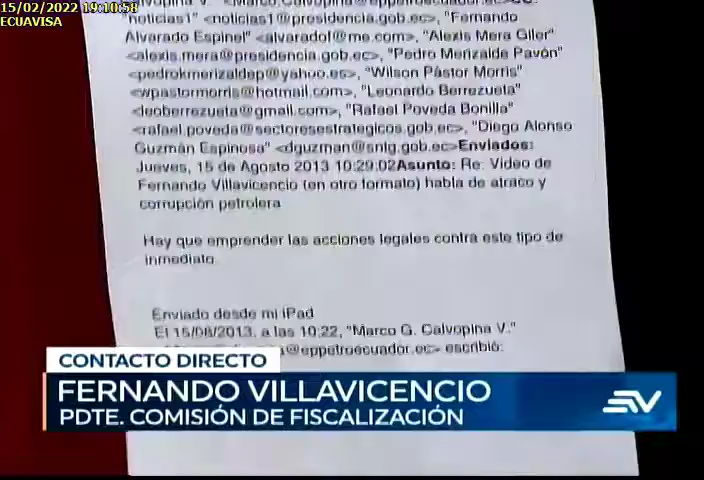 15/02/2022 19:10:58
ECUAVISA
"noticias1" <noticias1@presidencia.gob.ec>, "Fernando
Alvarado Espinel" <alvaradof@me.com>, "Alexis Mera Giler"
<alexis.mera@presidencia.gob.ec>, "Pedro Merizalde Pavón"
<pedrokmerizaldep@yahoo.es>, "Wilson Pástor Morris"
<wpastormorris@hotmail.com>, "Leonardo Berrezueta"
<leoberrezueta@gmail.com>, "Rafael Poveda Bonilla"
<rafael.poveda@sectoresestrategicos.gob.ec>, "Diego Alonso
Guzmán Espinosa" <dguzman@sntg.gob.ec>Enviados:
Jueves, 15 de Agosto 2013 10:29:02Asunto: Re: Video de
Fernando Villavicencio (en otro formato) habla de atraco y
corrupción petrolera
Hay que emprender las acciones legales contra este tipo de
inmediato.
Enviado desde mi iPad
El 15/08/2013, a las 10:22, "Marco G. Calvopina V."
@eppetroecuador.ec> escribió:
CONTACTO DIRECTO
FERNANDO VILLAVICENCIO
PDTE. COMISIÓN DE FISCALIZACIÓN